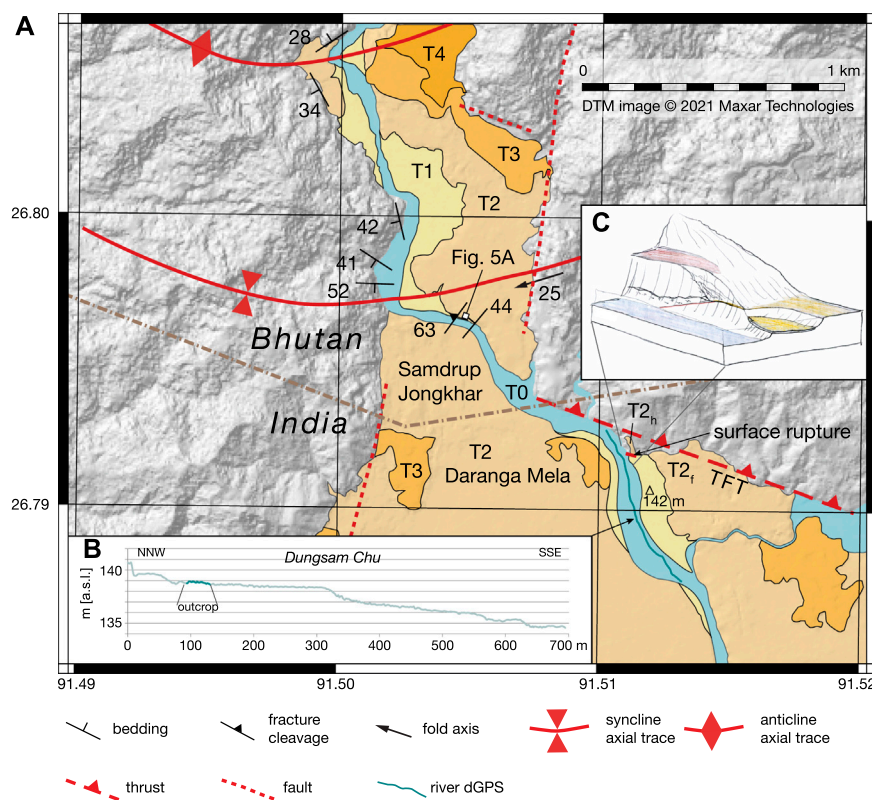 A
28
T4
0
1 km
DTM image © 2021 Maxar Technologies
34
T3
T1
T2
26.80
42
C
41
Fig. 5A
52
25
44
63
Bhutan
Samdrup
Jongkhar
T0
India
T2h
surface rupture
T2
T3
Daranga Mela
T2f
TFT
142 m
26.79
B
NNW
Dungsam Chu
SSE
m [a.s.l.]
140
outcrop
135
0
100
200
300
400
500
600
700 m
91.49
91.50
91.51
91.52
bedding
fracture
cleavage
fold axis
syncline
axial trace
anticline
axial trace
thrust
fault
river dGPS